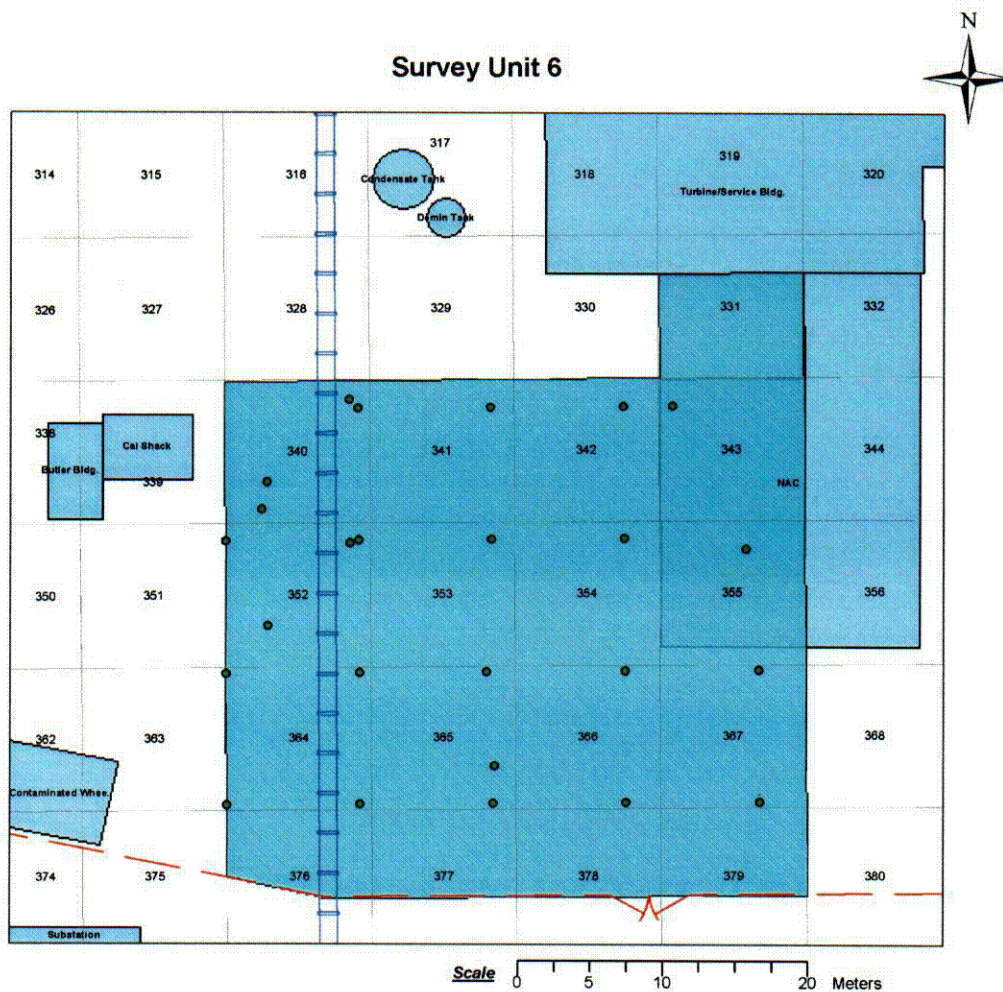 N
Survey Unit 6
317
319
314 315 316 318 320
Condensate Tank
Turbine/Service Bldg.
Demin Tank
326 327 328 329 330 331 332
338
Cal Shack
340 341 342 343 344
Butler Bldg.
339
NAC
350 351 352 353 354 355 356
362 363 364 365 366 367 368
Contaminated Whse.
374 375 376 377 378 379 380
Substation
Scale 0 5 10 20 Meters